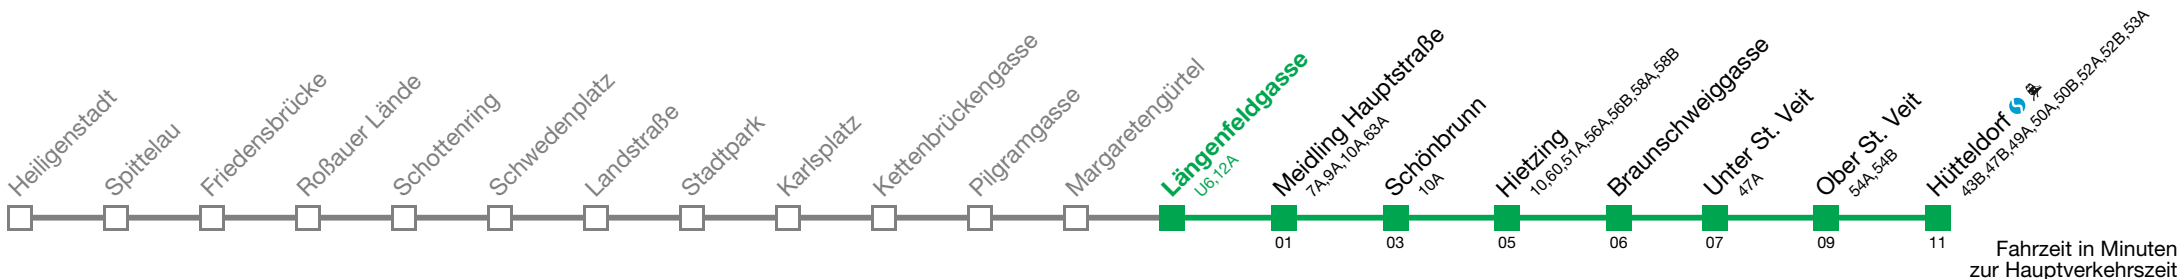 Heiligenstadt
Spittelau
Friedensbrücke
Roßauer Lände
Schottenring
Schwedenplatz
Landstraße
Stadtpark
Karlsplatz
Kettenbrückengasse
Pilgramgasse
Margaretengürtel
Längenfeldgasse
U6,12A
Meidling Hauptstraße
7A,9A,10A,63A
Schönbrunn
10A
Hietzing
10,60,51A,56A,56B,58A,58B
Braunschweiggasse
Unter St. Veit
47A
Ober St. Veit
54A,54B
Hütteldorf
43B,47B,49A,50A,50B,52A,52B,53A
01
03
05
06
07
09
11
Fahrzeit in Minuten
zur Hauptverkehrszeit